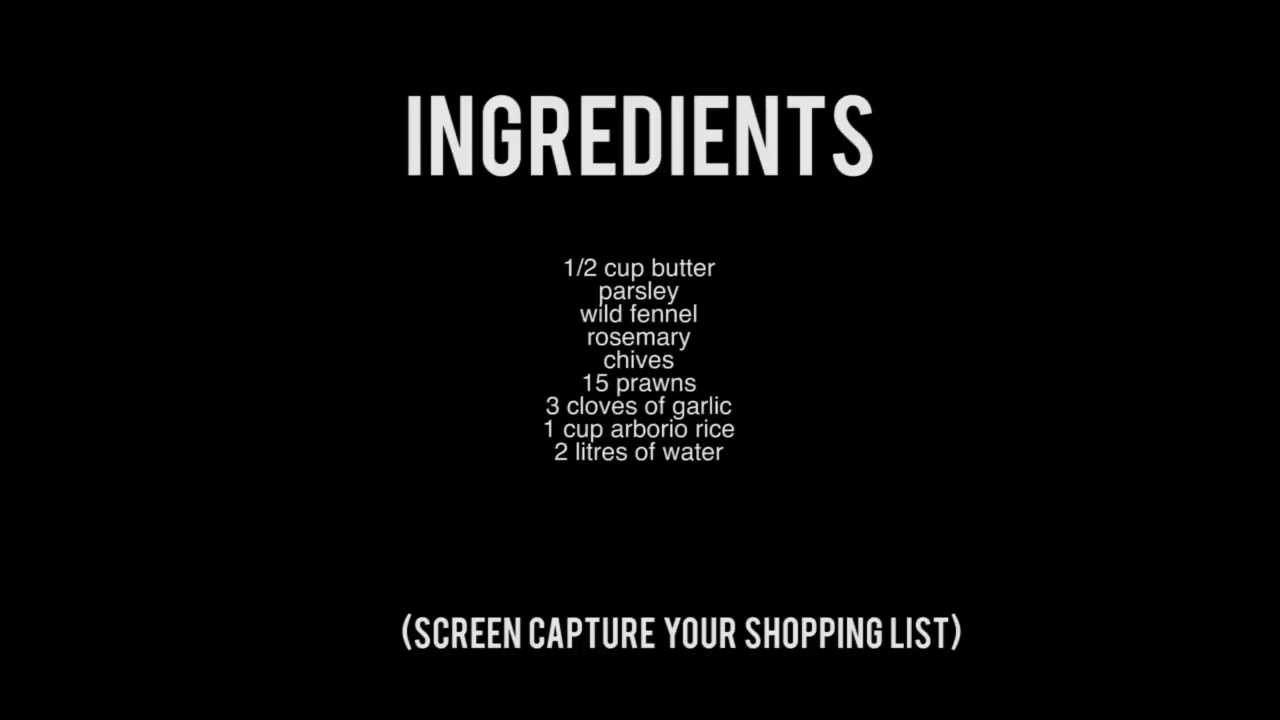 INGREDIENTS
1/2 cup butter
parsley
wild fennel
rosemary
chives
15 prawns
3 cloves of garlic
1 cup arborio rice
2 litres of water
(SCREEN CAPTURE YOUR SHOPPING LIST)